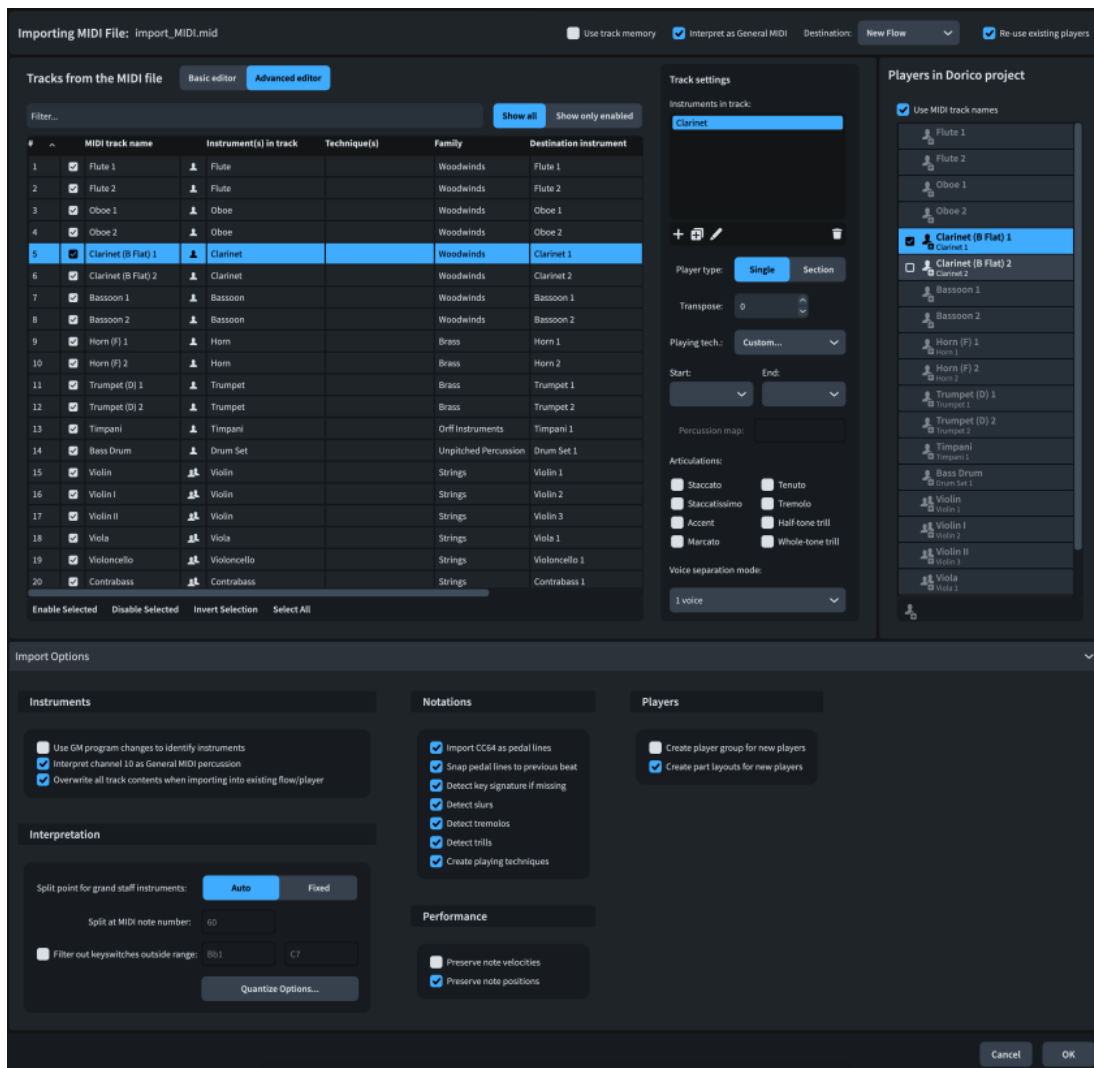 Importing MIDI File: import_MIDI.mid
Use track memory
Interpret as General MIDI
Destination:
New Flow
Re-use existing players
Tracks from the MIDI file
Basic editor
Advanced editor
Filter...
Show all
Show only enabled
# MIDI track name Instrument(s) in track Technique(s) Family Destination instrument
1 Flute 1 Flute Woodwinds Flute 1
2 Flute 2 Flute Woodwinds Flute 2
3 Oboe 1 Oboe Woodwinds Oboe 1
4 Oboe 2 Oboe Woodwinds Oboe 2
5 Clarinet (B Flat) 1 Clarinet Woodwinds Clarinet 1
6 Clarinet (B Flat) 2 Clarinet Woodwinds Clarinet 2
7 Bassoon 1 Bassoon Woodwinds Bassoon 1
8 Bassoon 2 Bassoon Woodwinds Bassoon 2
9 Horn (F) 1 Horn Brass Horn 1
10 Horn (F) 2 Horn Brass Horn 2
11 Trumpet (D) 1 Trumpet Brass Trumpet 1
12 Trumpet (D) 2 Trumpet Brass Trumpet 2
13 Timpani Timpani Orff Instruments Timpani 1
14 Bass Drum Drum Set Unpitched Percussion Drum Set 1
15 Violin Violin Strings Violin 1
16 Violin I Violin Strings Violin 2
17 Violin II Violin Strings Violin 3
18 Viola Viola Strings Viola 1
19 Violoncello Violoncello Strings Violoncello 1
20 Contrabass Contrabass Strings Contrabass 1
Enable Selected Disable Selected Invert Selection Select All
Track settings
Instruments in track:
Clarinet
Player type: Single Section
Transpose: 0
Playing tech.: Custom...
Start: End:
Percussion map:
Articulations:
Staccato Tenuto
Staccatissimo Tremolo
Accent Half-tone trill
Marcato Whole-tone trill
Voice separation mode:
1 voice
Players in Dorico project
Use MIDI track names
Flute 1
Flute 2
Oboe 1
Oboe 2
Clarinet (B Flat) 1
Clarinet 1
Clarinet (B Flat) 2
Clarinet 2
Bassoon 1
Bassoon 2
Horn (F) 1
Horn 1
Horn (F) 2
Horn 2
Trumpet (D) 1
Trumpet 1
Trumpet (D) 2
Trumpet 2
Timpani
Timpani 1
Bass Drum
Drum Set 1
Violin
Violin 1
Violin I
Violin 2
Violin II
Violin 3
Viola
Viola 1
Import Options
Instruments
Use GM program changes to identify instruments
Interpret channel 10 as General MIDI percussion
Overwrite all track contents when importing into existing flow/player
Interpretation
Split point for grand staff instruments: Auto Fixed
Split at MIDI note number: 60
Filter out keyswitches outside range: Bb1 C7
Quantize Options...
Notations
Import CC64 as pedal lines
Snap pedal lines to previous beat
Detect key signature if missing
Detect slurs
Detect tremolos
Detect trills
Create playing techniques
Performance
Preserve note velocities
Preserve note positions
Players
Create player group for new players
Create part layouts for new players
Cancel
OK